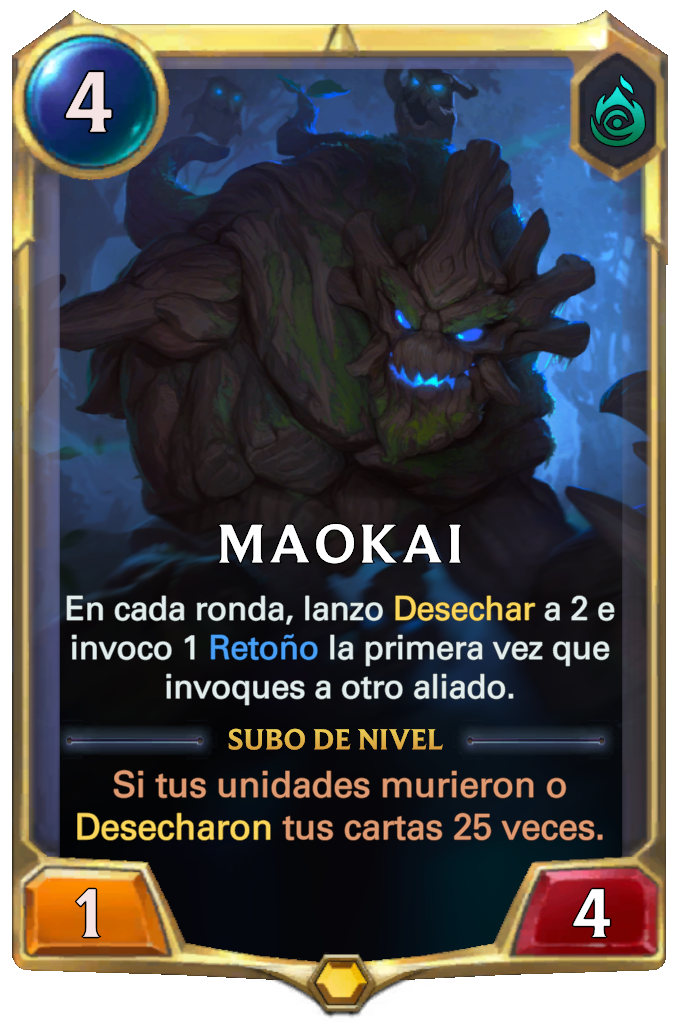 4
MAOKAI
En cada ronda, lanzo Desechar a 2 e
invoco 1 Retoño la primera vez que
invoques a otro aliado.
SUBO DE NIVEL
Si tus unidades murieron o
Desecharon tus cartas 25 veces.
1
4